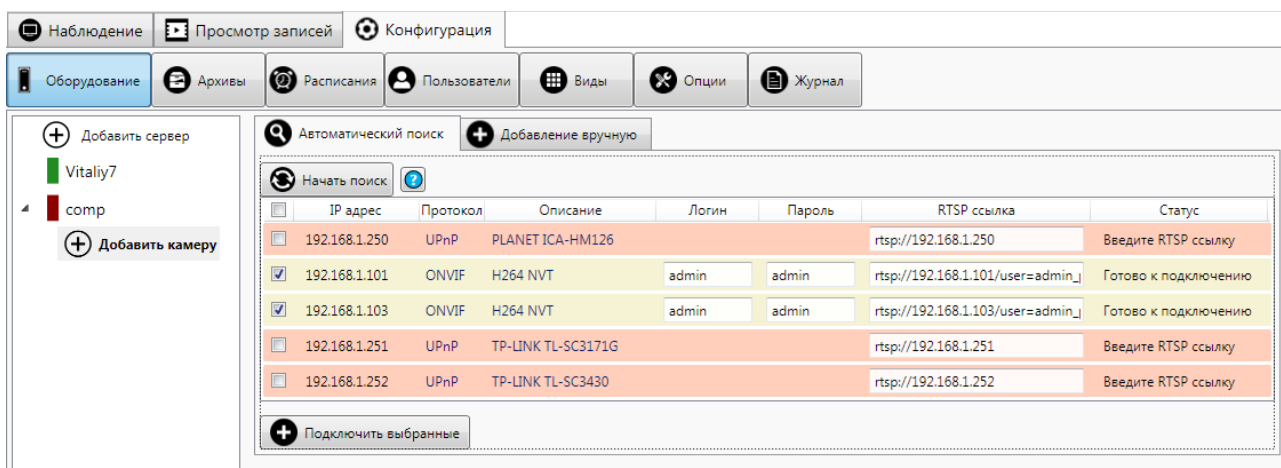 Наблюдение Просмотр записей Конфигурация
Оборудование Архивы Расписания Пользователи Виды Опции Журнал
Добавить сервер
Vitaliy7
comp
Добавить камеру
Автоматический поиск Добавление вручную
Начать поиск ?
IP адрес Протокол Описание Логин Пароль RTSP ссылка Статус
192.168.1.250 UPnP PLANET ICA-HM126 rtsp://192.168.1.250 Введите RTSP ссылку
192.168.1.101 ONVIF H264 NVT admin admin rtsp://192.168.1.101/user=admin_ Готово к подключению
192.168.1.103 ONVIF H264 NVT admin admin rtsp://192.168.1.103/user=admin_ Готово к подключению
192.168.1.251 UPnP TP-LINK TL-SC3171G rtsp://192.168.1.251 Введите RTSP ссылку
192.168.1.252 UPnP TP-LINK TL-SC3430 rtsp://192.168.1.252 Введите RTSP ссылку
Подключить выбранные